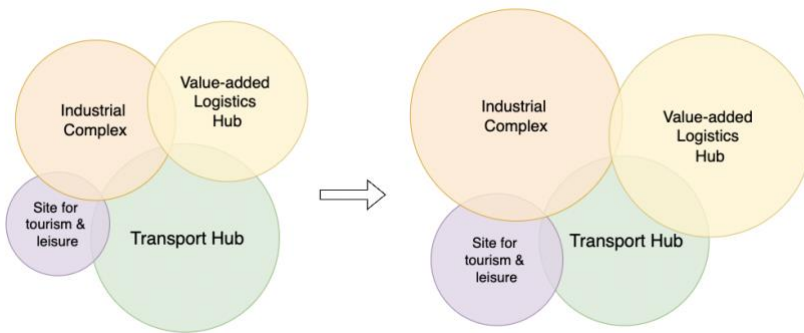 Industrial
Complex
Value-added
Logistics
Hub
Site for
tourism &
leisure
Transport Hub
Industrial
Complex
Value-added
Logistics
Hub
Site for
tourism &
leisure
Transport Hub